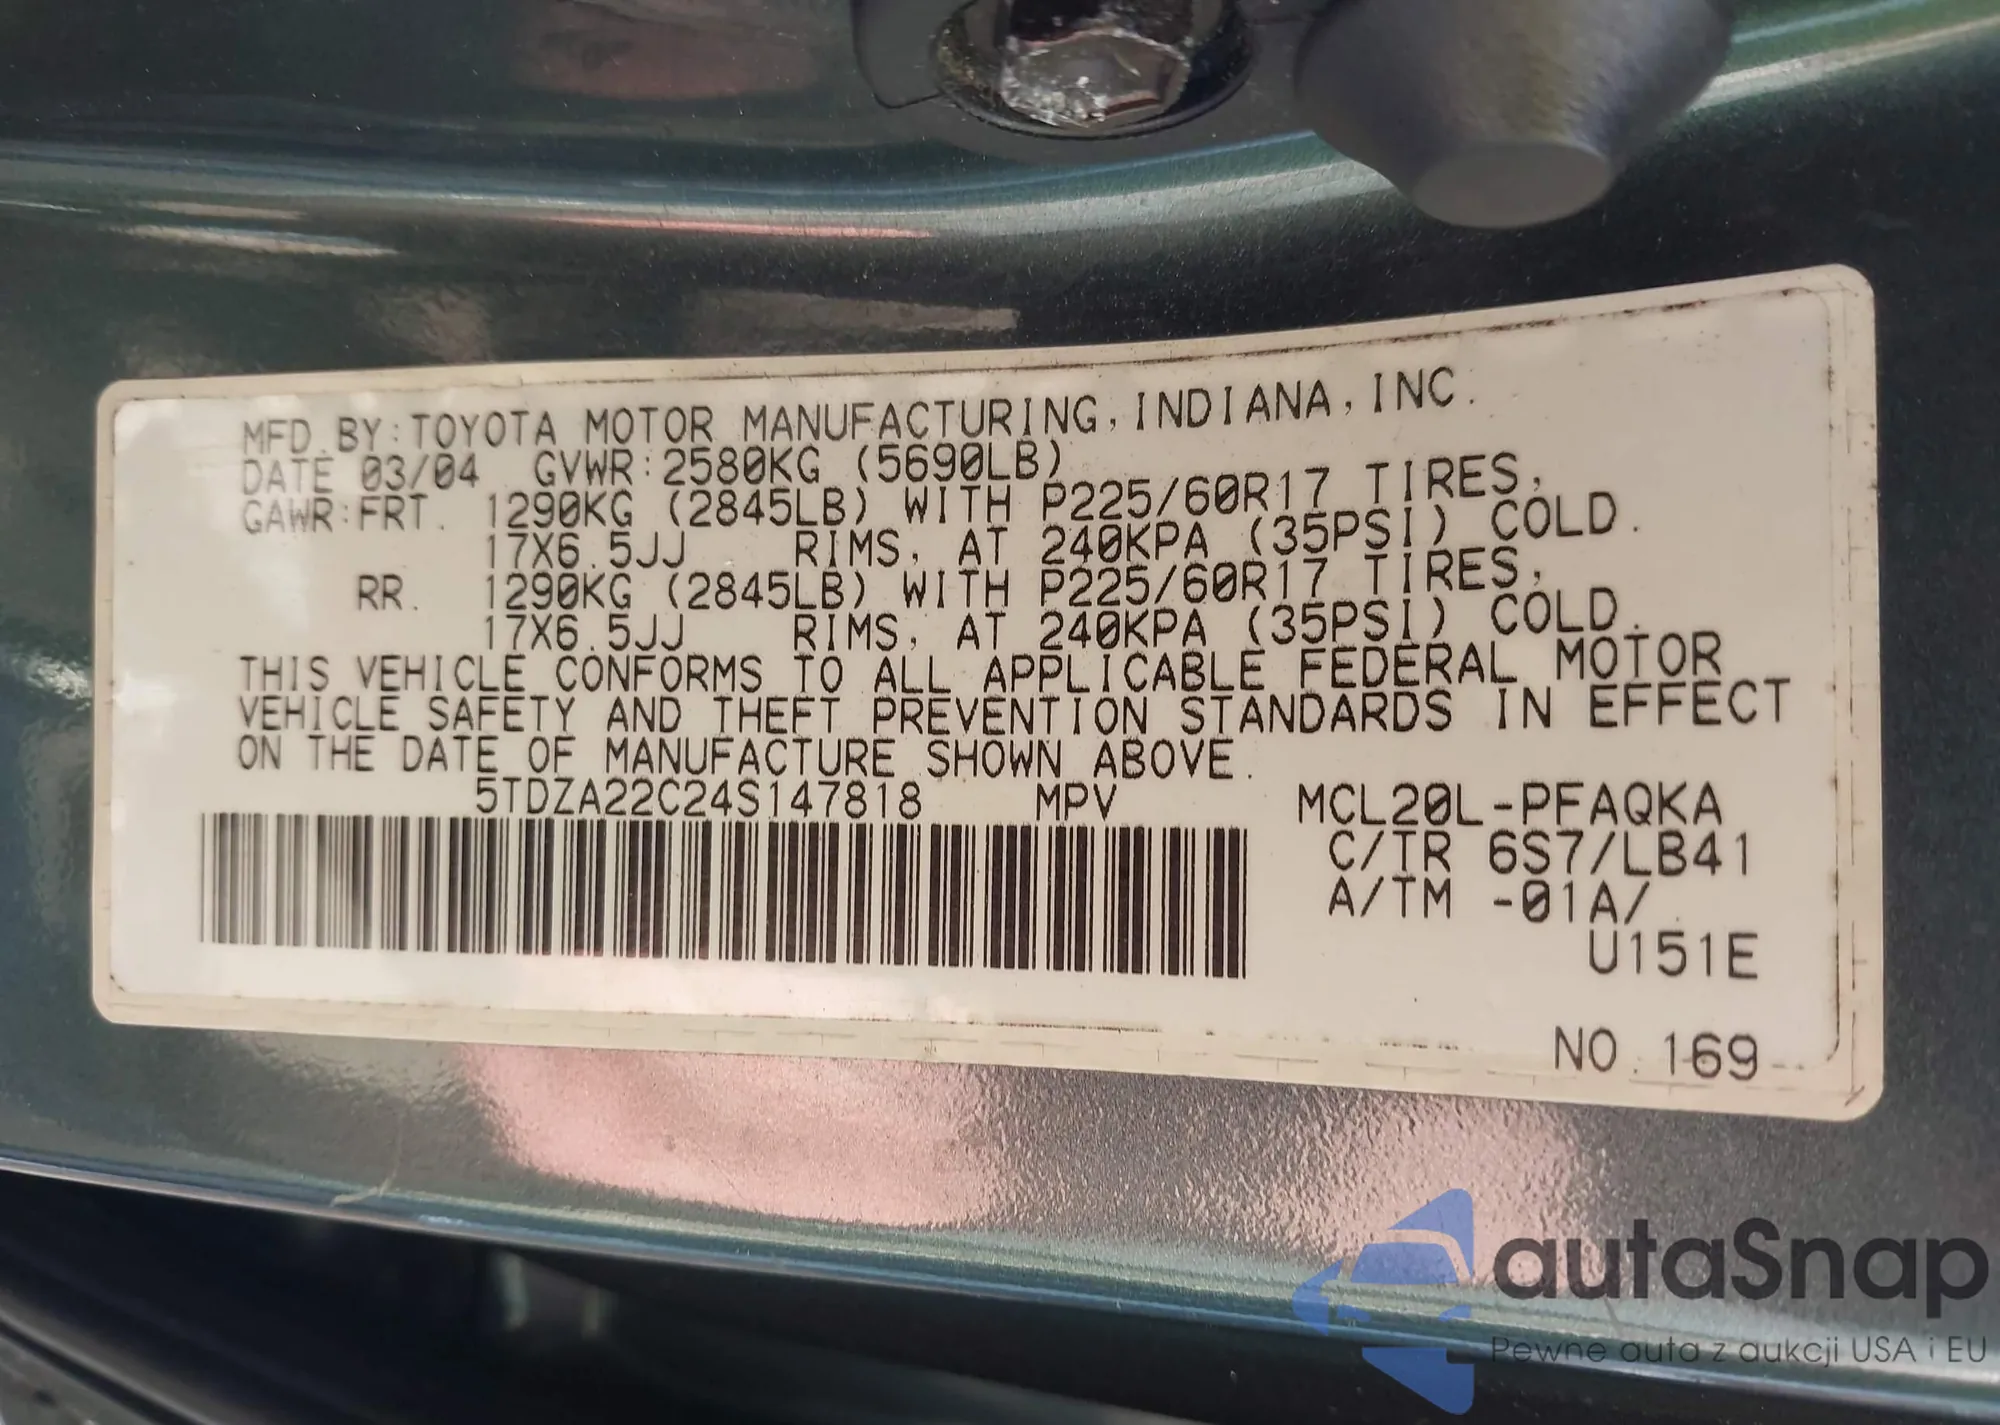 MFD.BY:TOYOTA MOTOR MANUFACTURING,INDIANA,INC.
DATE 03/04 GVWR:2580KG (5690LB)
GAWR:FRT. 1290KG (2845LB) WITH P225/60R17 TIRES,
17X6.5JJ RIMS, AT 240KPA (35PSI) COLD.
RR. 1290KG (2845LB) WITH P225/60R17 TIRES,
17X6.5JJ RIMS, AT 240KPA (35PSI) COLD.
THIS VEHICLE CONFORMS TO ALL APPLICABLE FEDERAL MOTOR
VEHICLE SAFETY AND THEFT PREVENTION STANDARDS IN EFFECT
ON THE DATE OF MANUFACTURE SHOWN ABOVE.
5TDZA22C24S147818 MPV MCL20L-PFAQKA
C/TR 6S7/LB41
A/TM -01A/
U151E
NO.169
autaSnap
Pewne auta z aukcji USA i EU